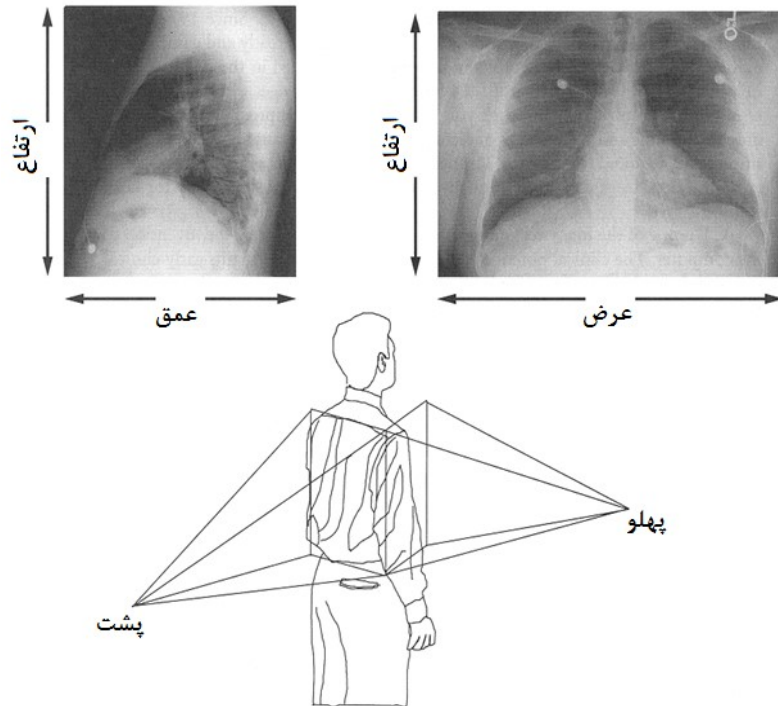 ارتفاع
ارتفاع
عمق
عرض
پهلو
پشت